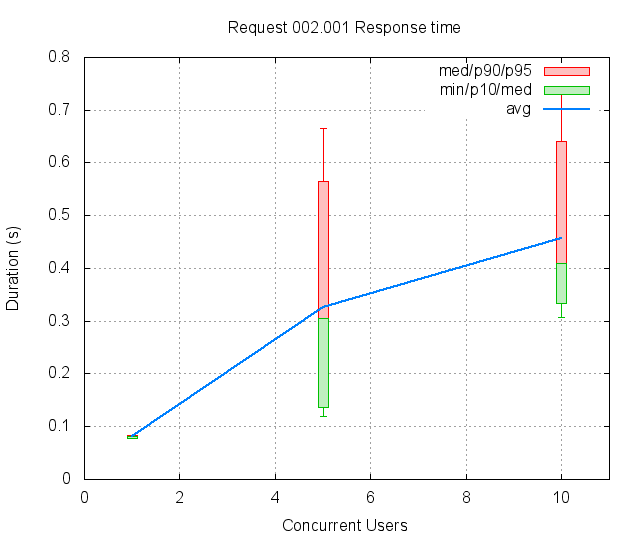 Request 002.001 Response time
med/p90/p95
min/p10/med
avg
0.8
0.7
0.6
0.5
0.4
0.3
0.2
0.1
0
Duration (s)
0 2 4 6 8 10
Concurrent Users